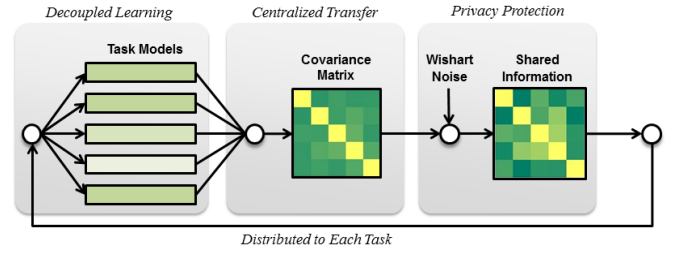 Decoupled Learning
Centralized Transfer
Privacy Protection
Task Models
Covariance
Matrix
Wishart
Noise
Shared
Information
Distributed to Each Task